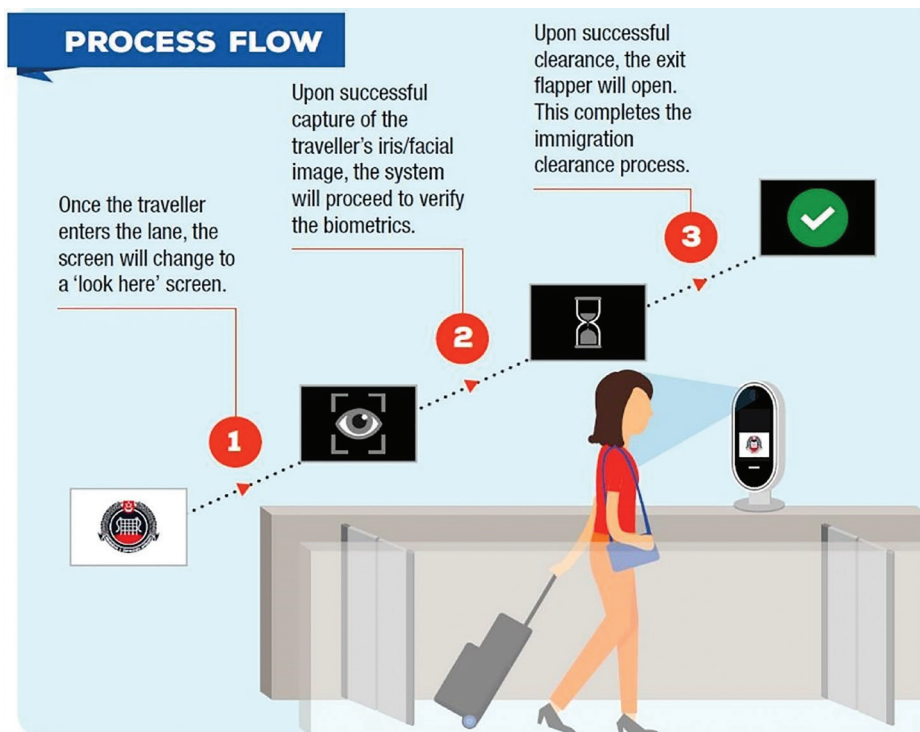 PROCESS FLOW
Once the traveller
enters the lane, the
screen will change to
a ‘look here’ screen.
1
Upon successful
capture of the
traveller’s iris/facial
image, the system
will proceed to verify
the biometrics.
2
Upon successful
clearance, the exit
flapper will open.
This completes the
immigration
clearance process.
3